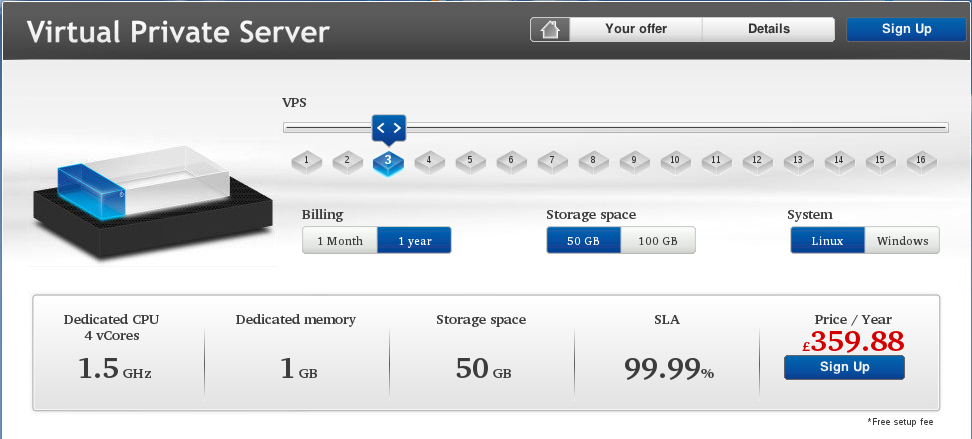 Virtual Private Server
Your offer
Details
Sign Up
VPS
1 2 3 4 5 6 7 8 9 10 11 12 13 14 15 16
Billing
1 Month 1 year
Storage space
50 GB 100 GB
System
Linux Windows
Dedicated CPU
4 vCores
1.5 GHz
Dedicated memory
1 GB
Storage space
50 GB
SLA
99.99%
Price / Year
£359.88
Sign Up
*Free setup fee